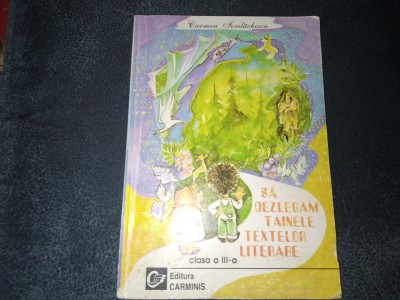 Carmen Iordăchescu
SĂ
DEZLEGĂM
TAINELE
TEXTELOR
LITERARE
clasa a III-a
Editura
CARMINIS